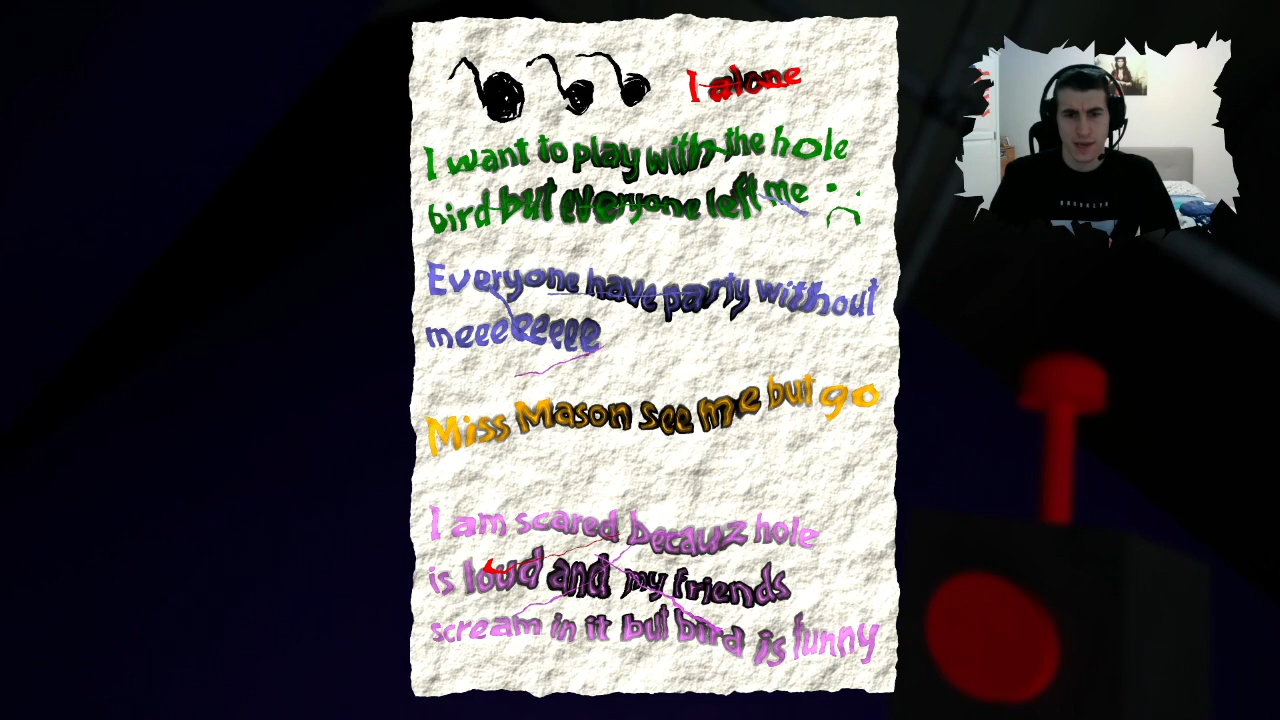 I alone
I want to play with the hole
bird but everyone left me :(
Everyone have party without
meeeeeeee
Miss Mason see me but go
I am scared becauz hole
is loud and my friends
scream in it but bird is funny
BROOKLYN